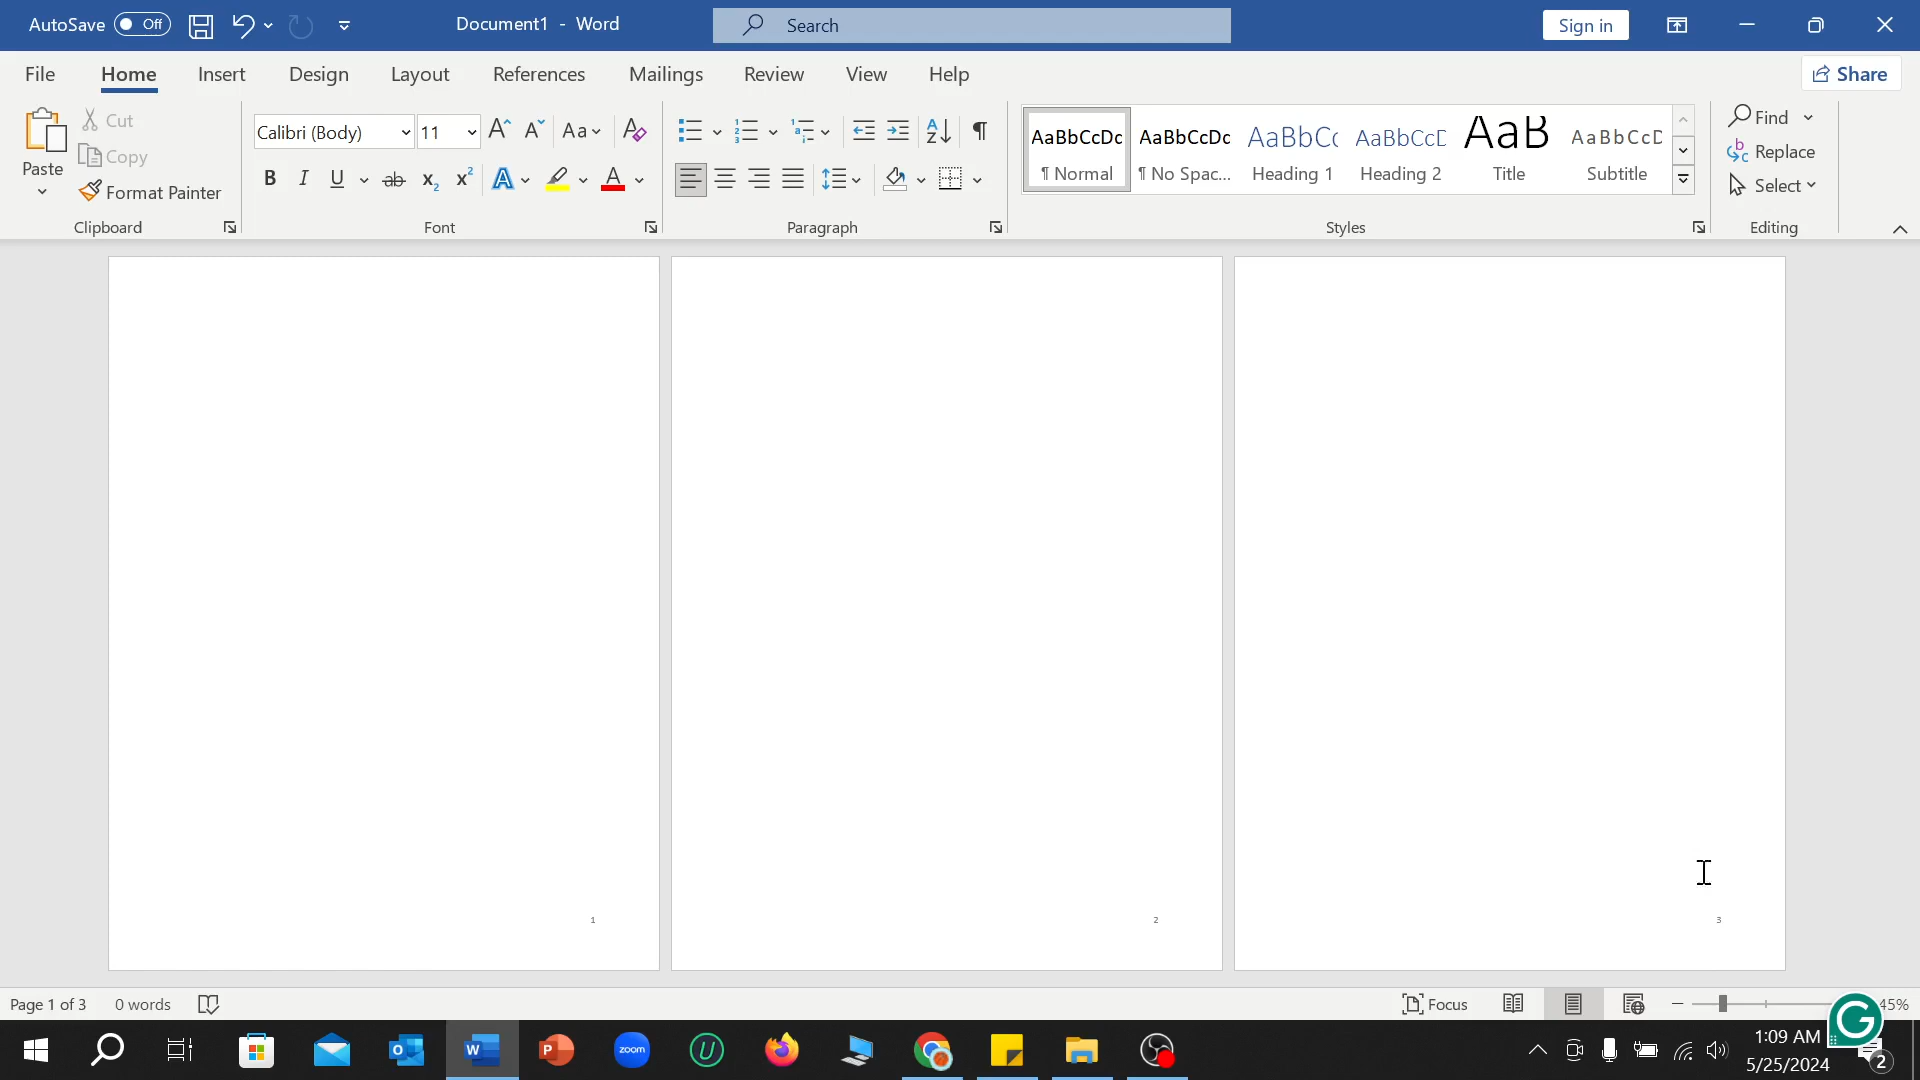 AutoSave Off Document1 - Word Search Sign in
File Home Insert Design Layout References Mailings Review View Help Share
Paste
Cut
Copy
Format Painter
Clipboard
Calibri (Body) 11
Font
Paragraph
AaBbCcDc AaBbCcDc AaBbCc AaBbCcD AaB AaBbCcD
¶ Normal ¶ No Spac... Heading 1 Heading 2 Title Subtitle
Styles
Find
Replace
Select
Editing
1 2 3
Page 1 of 3 0 words Focus 45%
zoom
1:09 AM
5/25/2024
2